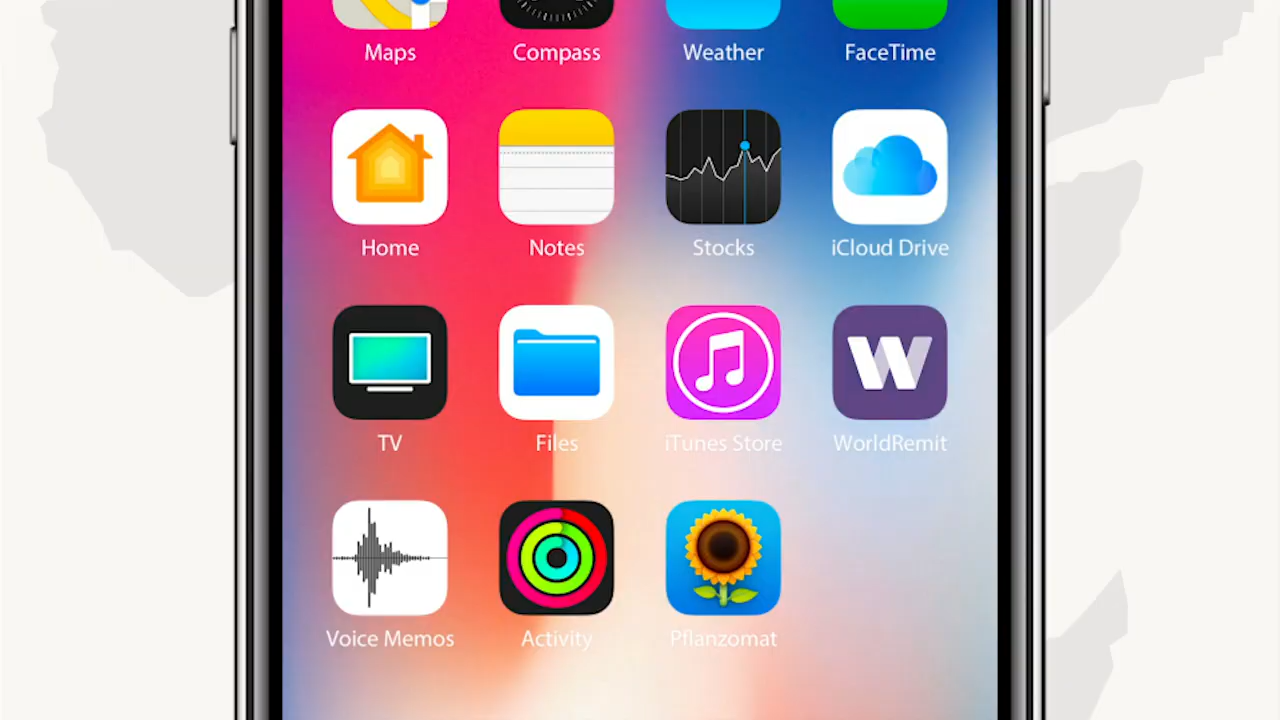 Maps Compass Weather FaceTime
Home Notes Stocks iCloud Drive
W
TV Files iTunes Store WorldRemit
Voice Memos Activity Pflanzomat